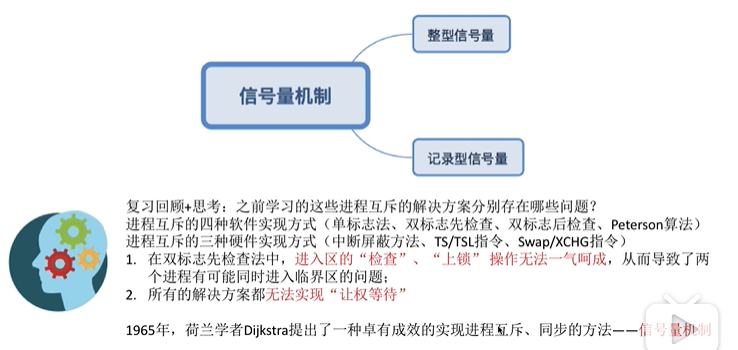 整型信号量
信号量机制
记录型信号量
复习回顾+思考：之前学习的这些进程互斥的解决方案分别存在哪些问题？
进程互斥的四种软件实现方式（单标志法、双标志先检查、双标志后检查、Peterson算法）
进程互斥的三种硬件实现方式（中断屏蔽方法、TS/TSL指令、Swap/XCHG指令）
1. 在双标志先检查法中，进入区的“检查”、“上锁” 操作无法一气呵成，从而导致了两
个进程有可能同时进入临界区的问题；
2. 所有的解决方案都无法实现“让权等待”
1965年，荷兰学者Dijkstra提出了一种卓有成效的实现进程互斥、同步的方法——信号量机制